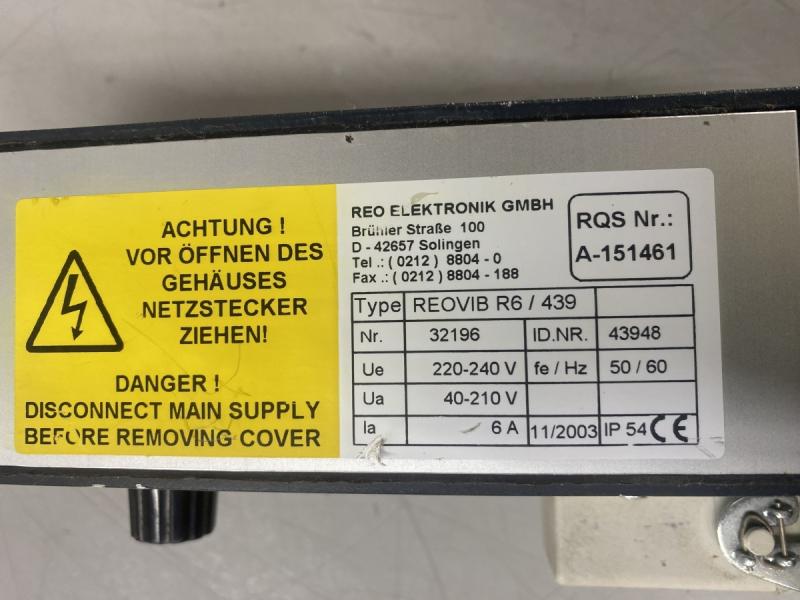 ACHTUNG !
VOR ÖFFNEN DES
GEHÄUSES
NETZSTECKER
ZIEHEN!
DANGER !
DISCONNECT MAIN SUPPLY
BEFORE REMOVING COVER
REO ELEKTRONIK GMBH
Brühler Straße 100
D - 42657 Solingen
Tel .: ( 0212 ) 8804 - 0
Fax .: ( 0212 ) 8804 - 188
RQS Nr.:
A-151461
Type REOVIB R6 / 439
Nr. 32196 ID.NR. 43948
Ue 220-240 V fe / Hz 50 / 60
Ua 40-210 V
Ia 6 A 11/2003 IP 54 CE